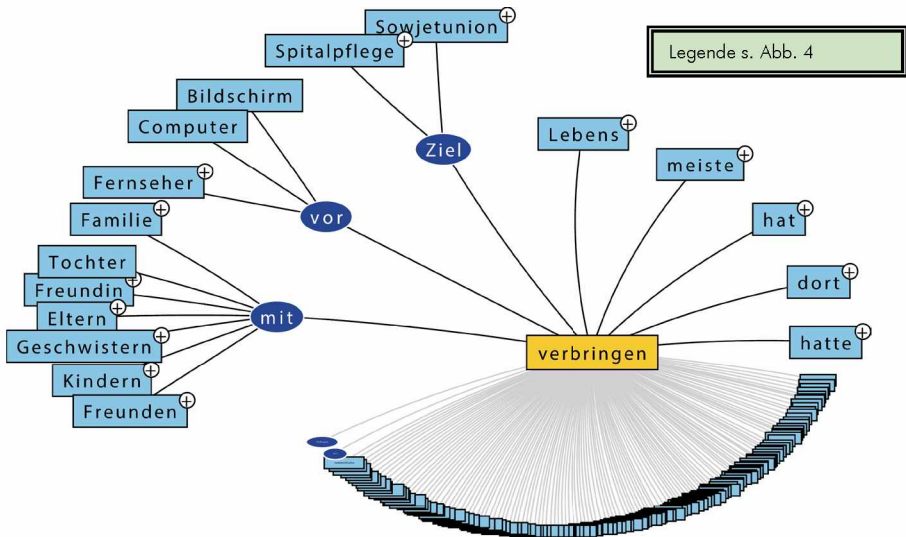 Sowjetunion
Spitalpflege
Legende s. Abb. 4
Bildschirm
Computer
Ziel
Lebens
meiste
Fernseher
Familie
vor
hat
Tochter
Freundin
dort
Eltern
mit
Geschwistern
verbringen
hatte
Kindern
Freunden